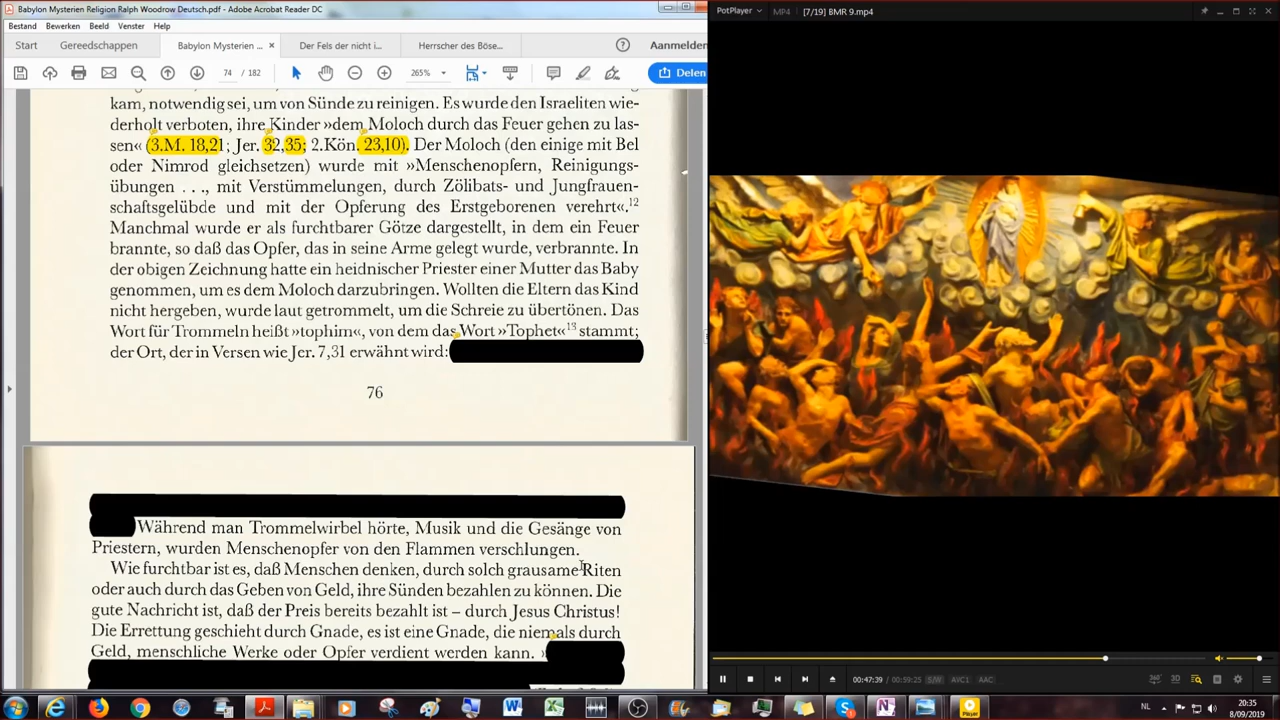 Babylon Mysterien Religion Ralph Woodrow Deutsch.pdf - Adobe Acrobat Reader DC
Bestand Bewerken Beeld Venster Help
Start Gereedschappen Babylon Mysterien ... × Der Fels der nicht i... Herrscher des Böse... Aanmelden
74 / 182 265% Delen
kam, notwendig sei, um von Sünde zu reinigen. Es wurde den Israeliten wie-
derholt verboten, ihre Kinder »dem Moloch durch das Feuer gehen zu las-
sen« (3.M. 18,21; Jer. 32,35; 2.Kön. 23,10). Der Moloch (den einige mit Bel
oder Nimrod gleichsetzen) wurde mit »Menschenopfern, Reinigungs-
übungen . . ., mit Verstümmelungen, durch Zölibats- und Jungfrauen-
schaftsgelübde und mit der Opferung des Erstgeborenen verehrt«.12
Manchmal wurde er als furchtbarer Götze dargestellt, in dem ein Feuer
brannte, so daß das Opfer, das in seine Arme gelegt wurde, verbrannte. In
der obigen Zeichnung hatte ein heidnischer Priester einer Mutter das Baby
genommen, um es dem Moloch darzubringen. Wollten die Eltern das Kind
nicht hergeben, wurde laut getrommelt, um die Schreie zu übertönen. Das
Wort für Trommeln heißt »tophim«, von dem das Wort »Tophet«13 stammt;
der Ort, der in Versen wie Jer. 7,31 erwähnt wird:
76
Während man Trommelwirbel hörte, Musik und die Gesänge von
Priestern, wurden Menschenopfer von den Flammen verschlungen.
Wie furchtbar ist es, daß Menschen denken, durch solch grausame Riten
oder auch durch das Geben von Geld, ihre Sünden bezahlen zu können. Die
gute Nachricht ist, daß der Preis bereits bezahlt ist – durch Jesus Christus!
Die Errettung geschieht durch Gnade, es ist eine Gnade, die niemals durch
Geld, menschliche Werke oder Opfer verdient werden kann. »
PotPlayer MP4 [7/19] BMR 9.mp4
00:47:39 / 00:59:25 S/W AVC1 AAC
360°
3D
NL
20:35
8/09/2019
Player